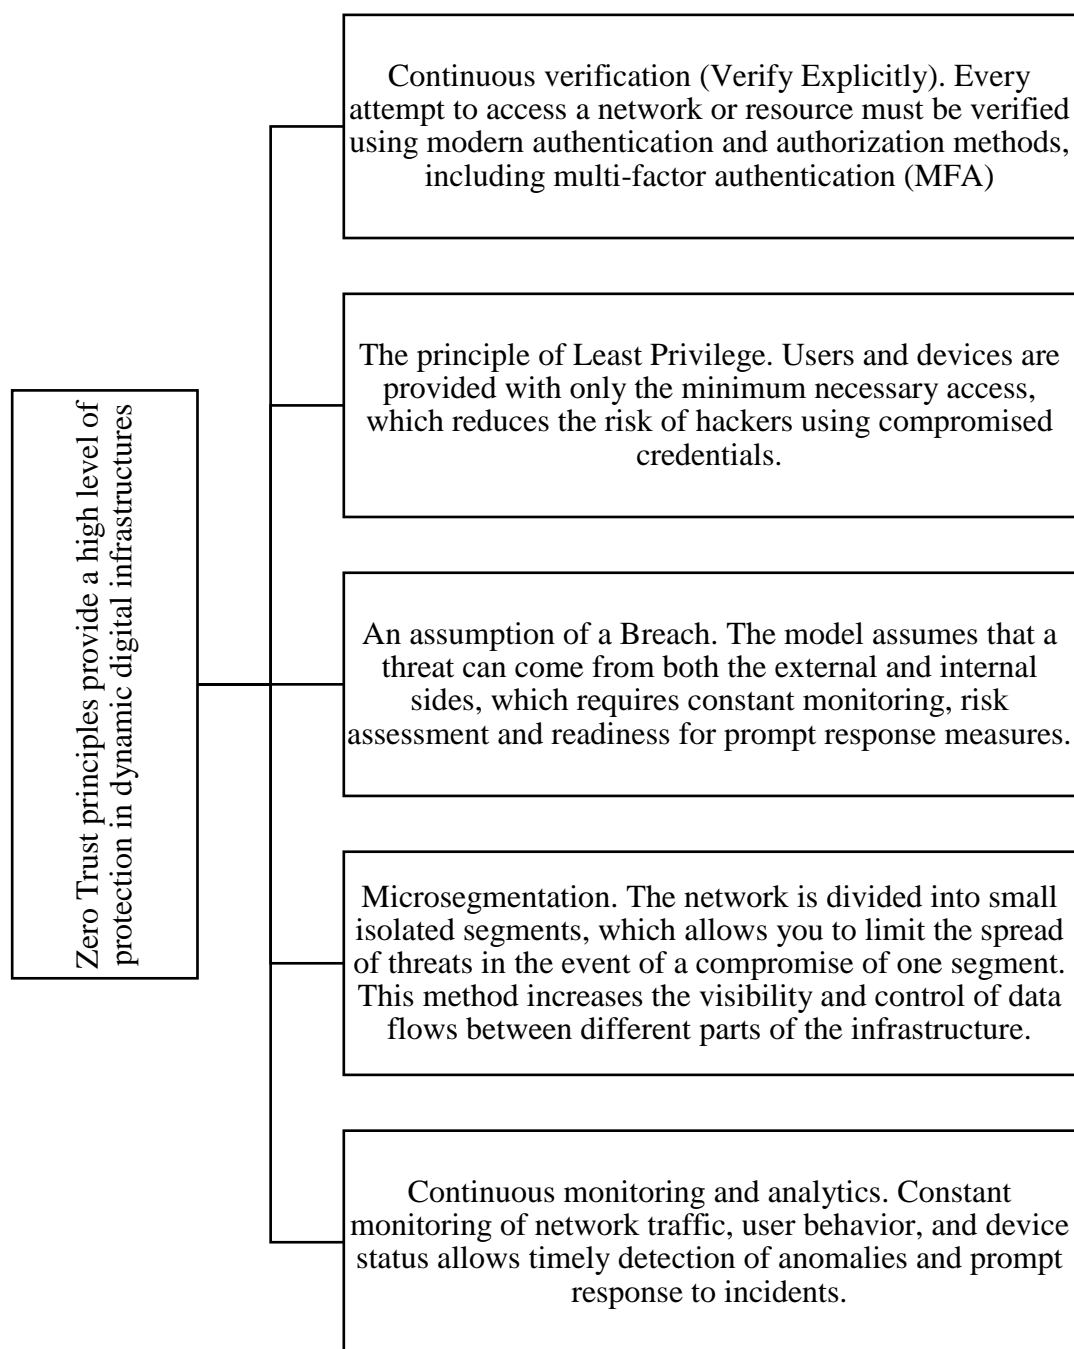 Continuous verification (Verify Explicitly). Every
attempt to access a network or resource must be verified
using modern authentication and authorization methods,
including multi-factor authentication (MFA)
The principle of Least Privilege. Users and devices are
provided with only the minimum necessary access,
which reduces the risk of hackers using compromised
credentials.
Zero Trust principles provide a high level of
protection in dynamic digital infrastructures
An assumption of a Breach. The model assumes that a
threat can come from both the external and internal
sides, which requires constant monitoring, risk
assessment and readiness for prompt response measures.
Microsegmentation. The network is divided into small
isolated segments, which allows you to limit the spread
of threats in the event of a compromise of one segment.
This method increases the visibility and control of data
flows between different parts of the infrastructure.
Continuous monitoring and analytics. Constant
monitoring of network traffic, user behavior, and device
status allows timely detection of anomalies and prompt
response to incidents.